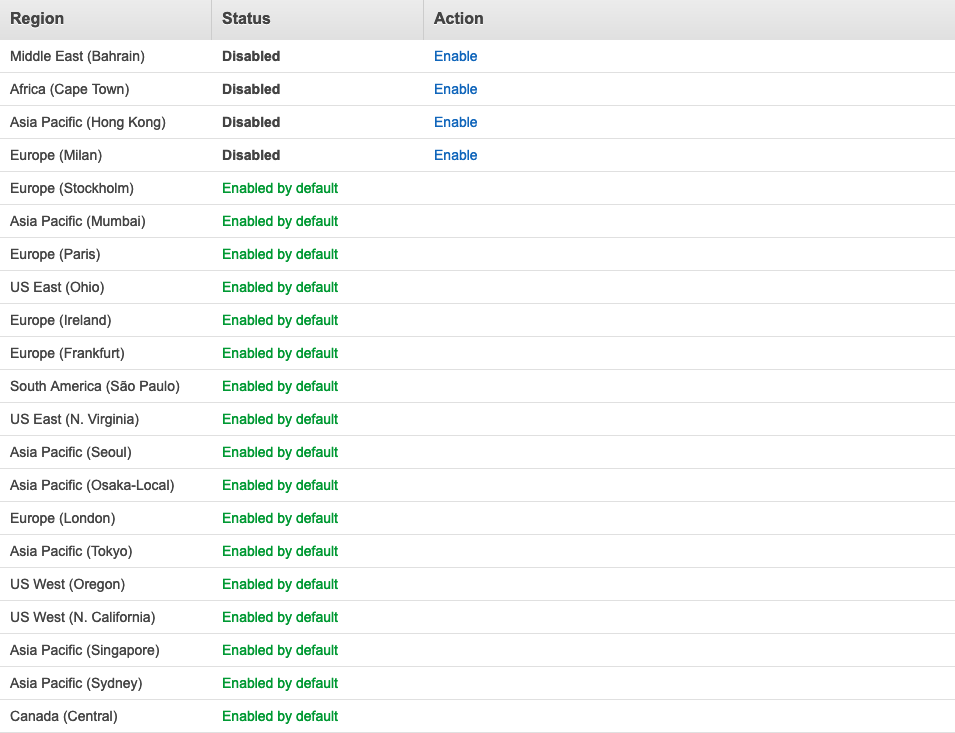 Region Status Action
Middle East (Bahrain) Disabled Enable
Africa (Cape Town) Disabled Enable
Asia Pacific (Hong Kong) Disabled Enable
Europe (Milan) Disabled Enable
Europe (Stockholm) Enabled by default
Asia Pacific (Mumbai) Enabled by default
Europe (Paris) Enabled by default
US East (Ohio) Enabled by default
Europe (Ireland) Enabled by default
Europe (Frankfurt) Enabled by default
South America (São Paulo) Enabled by default
US East (N. Virginia) Enabled by default
Asia Pacific (Seoul) Enabled by default
Asia Pacific (Osaka-Local) Enabled by default
Europe (London) Enabled by default
Asia Pacific (Tokyo) Enabled by default
US West (Oregon) Enabled by default
US West (N. California) Enabled by default
Asia Pacific (Singapore) Enabled by default
Asia Pacific (Sydney) Enabled by default
Canada (Central) Enabled by default